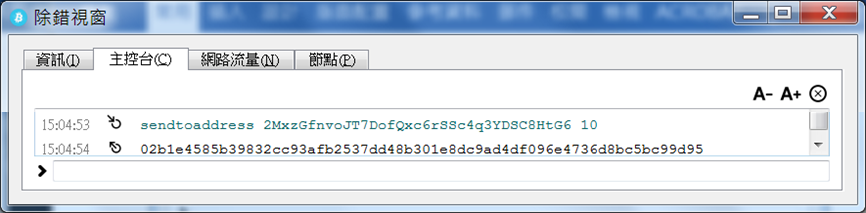 除錯視窗
資訊(I) 主控台(C) 網路流量(N) 節點(P)
A- A+
15:04:53 sendtoaddress 2MxzGfnvoJT7DofQxc6rSSc4q3YDSC8HtG6 10
15:04:54 02b1e4585b39832cc93afb2537dd48b301e8dc9ad4df096e4736d8bc5bc99d95